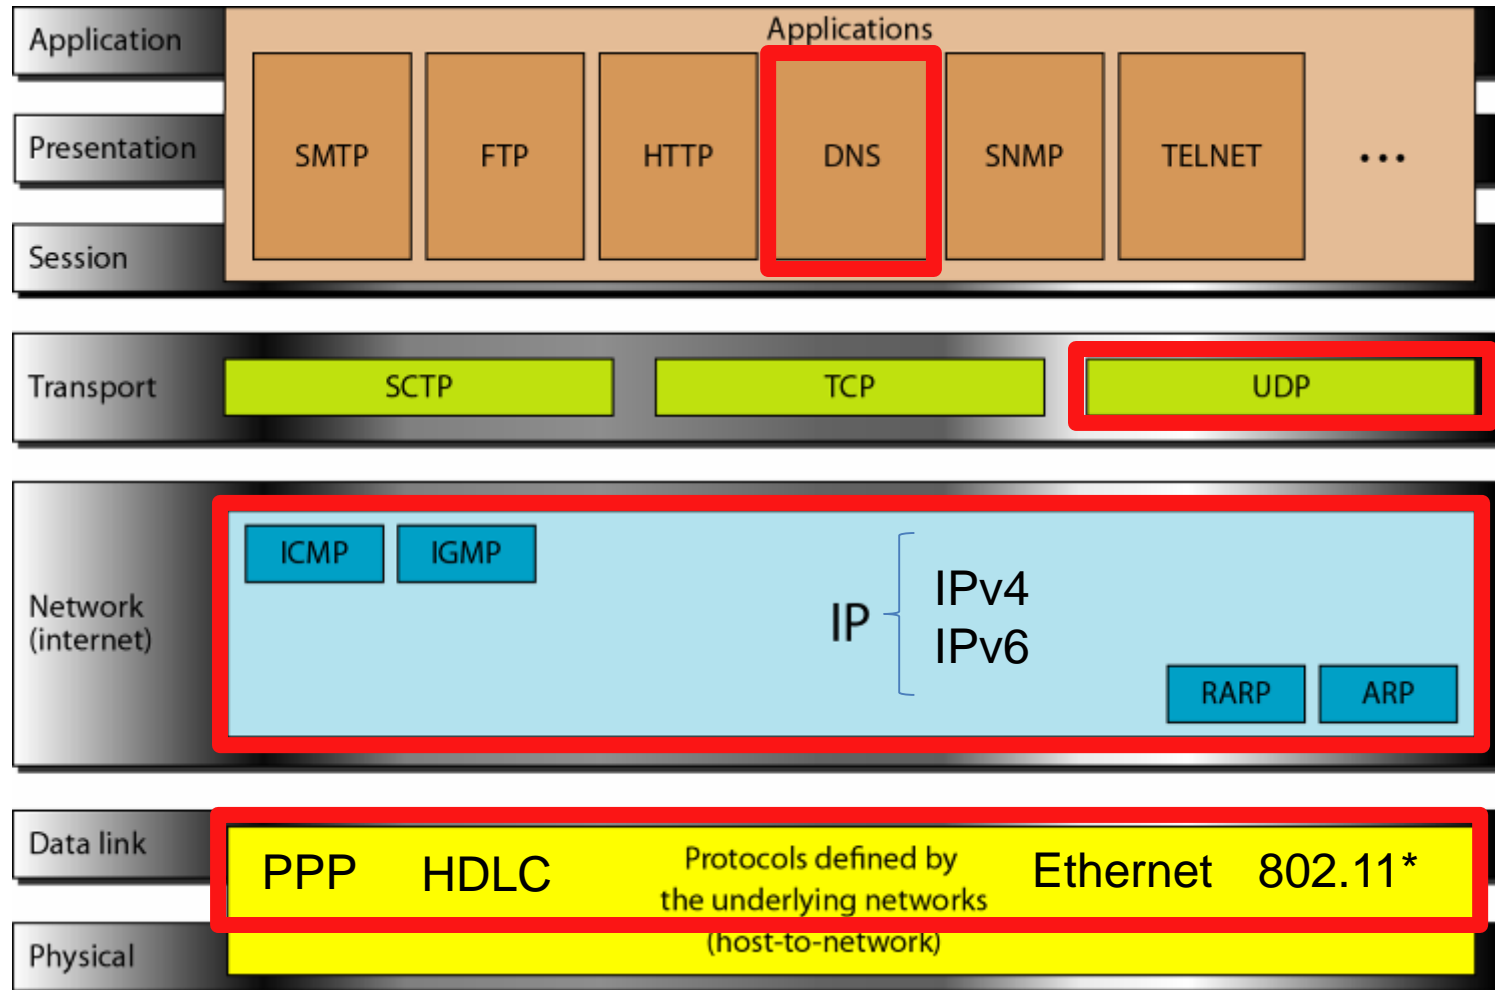 Application
Applications
Presentation
SMTP
FTP
HTTP
DNS
SNMP
TELNET
...
Session
Transport
SCTP
TCP
UDP
Network
(internet)
ICMP
IGMP
IP
IPv4
IPv6
RARP
ARP
Data link
PPP
HDLC
Protocols defined by
the underlying networks
(host-to-network)
Ethernet
802.11*
Physical